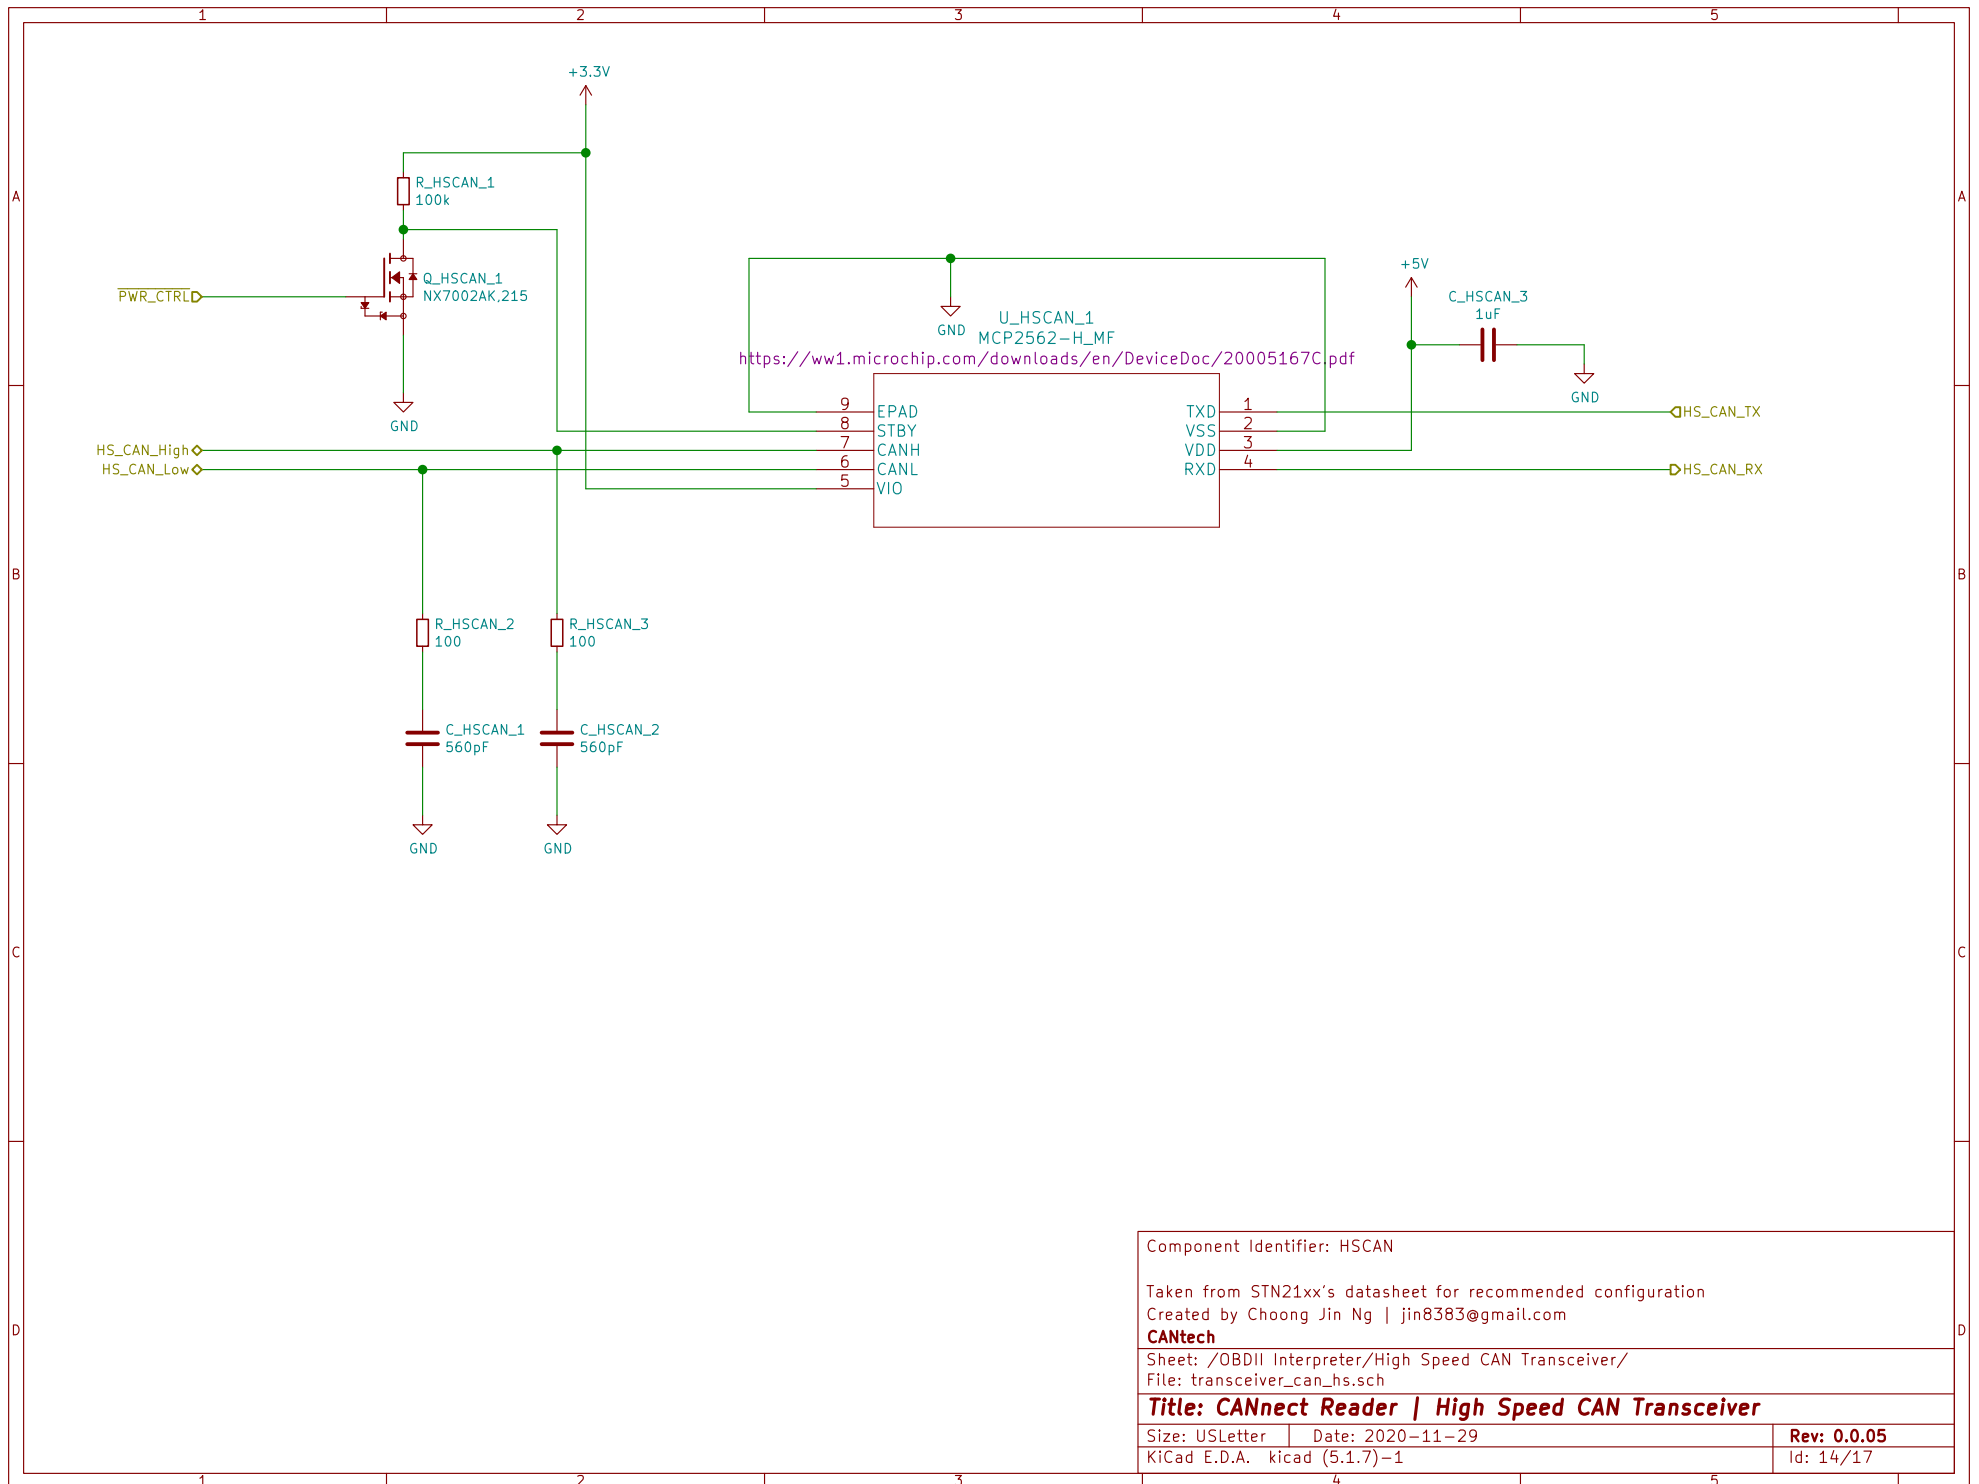 1 2 3 4 5
+3.3V
R_HSCAN_1
100k
A A
+5V
Q_HSCAN_1
NX7002AK,215
PWR_CTRL
C_HSCAN_3
1uF
GND
U_HSCAN_1
MCP2562-H_MF
https://ww1.microchip.com/downloads/en/DeviceDoc/20005167C.pdf
GND
GND
9 EPAD TXD 1 HS_CAN_TX
8 STBY VSS 2
HS_CAN_High 7 CANH VDD 3
HS_CAN_Low 6 CANL RXD 4 HS_CAN_RX
5 VIO
B B
R_HSCAN_2 R_HSCAN_3
100 100
C_HSCAN_1 C_HSCAN_2
560pF 560pF
GND GND
C C
Component Identifier: HSCAN
Taken from STN21xx's datasheet for recommended configuration
Created by Choong Jin Ng | jin8383@gmail.com
D D
CANtech
Sheet: /OBDII Interpreter/High Speed CAN Transceiver/
File: transceiver_can_hs.sch
Title: CANnect Reader | High Speed CAN Transceiver
Size: USLetter Date: 2020-11-29 Rev: 0.0.05
KiCad E.D.A. kicad (5.1.7)-1 Id: 14/17
1 2 3 4 5